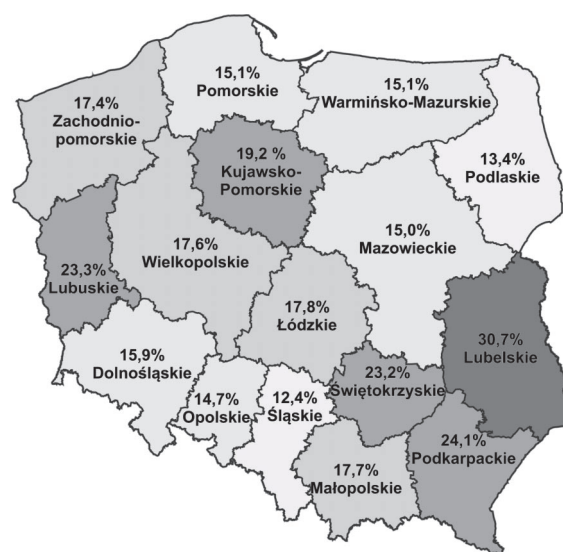 15,1%
Pomorskie
15,1%
Warmińsko-Mazurskie
17,4%
Zachodnio-
pomorskie
19,2 %
Kujawsko-
Pomorskie
13,4%
Podlaskie
15,0%
Mazowieckie
17,6%
Wielkopolskie
23,3%
Lubuskie
17,8%
Łódzkie
30,7%
Lubelskie
15,9%
Dolnośląskie
23,2%
Świętokrzyskie
14,7%
Opolskie
12,4%
Śląskie
24,1%
Podkarpackie
17,7%
Małopolskie